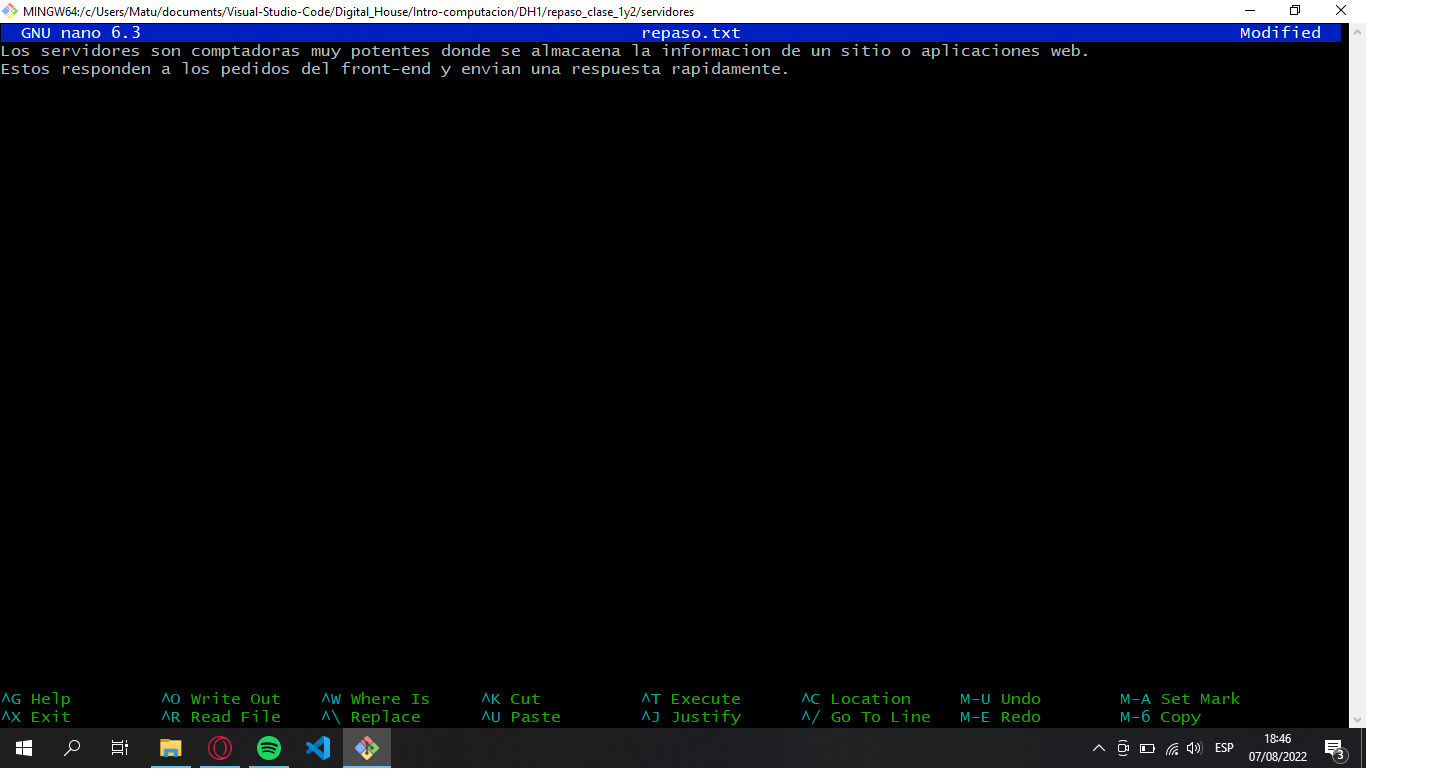 MINGW64:/c/Users/Matu/documents/Visual-Studio-Code/Digital_House/Intro-computacion/DH1/repaso_clase_1y2/servidores
GNU nano 6.3 repaso.txt Modified
Los servidores son comptadoras muy potentes donde se almacaena la informacion de un sitio o aplicaciones web.
Estos responden a los pedidos del front-end y envian una respuesta rapidamente.
^G Help ^O Write Out ^W Where Is ^K Cut ^T Execute ^C Location M-U Undo M-A Set Mark
^X Exit ^R Read File ^\ Replace ^U Paste ^J Justify ^/ Go To Line M-E Redo M-6 Copy
ESP
18:46
07/08/2022
3